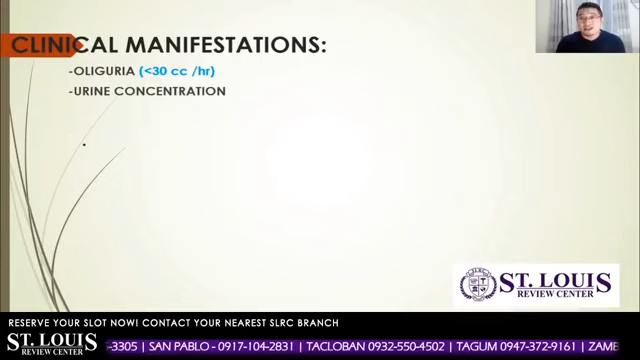 CLINICAL MANIFESTATIONS:
-OLIGURIA (<30 cc /hr)
-URINE CONCENTRATION
ST. LOUIS
REVIEW CENTER
RESERVE YOUR SLOT NOW! CONTACT YOUR NEAREST SLRC BRANCH
ST. LOUIS
REVIEW CENTER
-3305 | SAN PABLO - 0917-104-2831 | TACLOBAN 0932-550-4502 | TAGUM 0947-372-9161 | ZAME